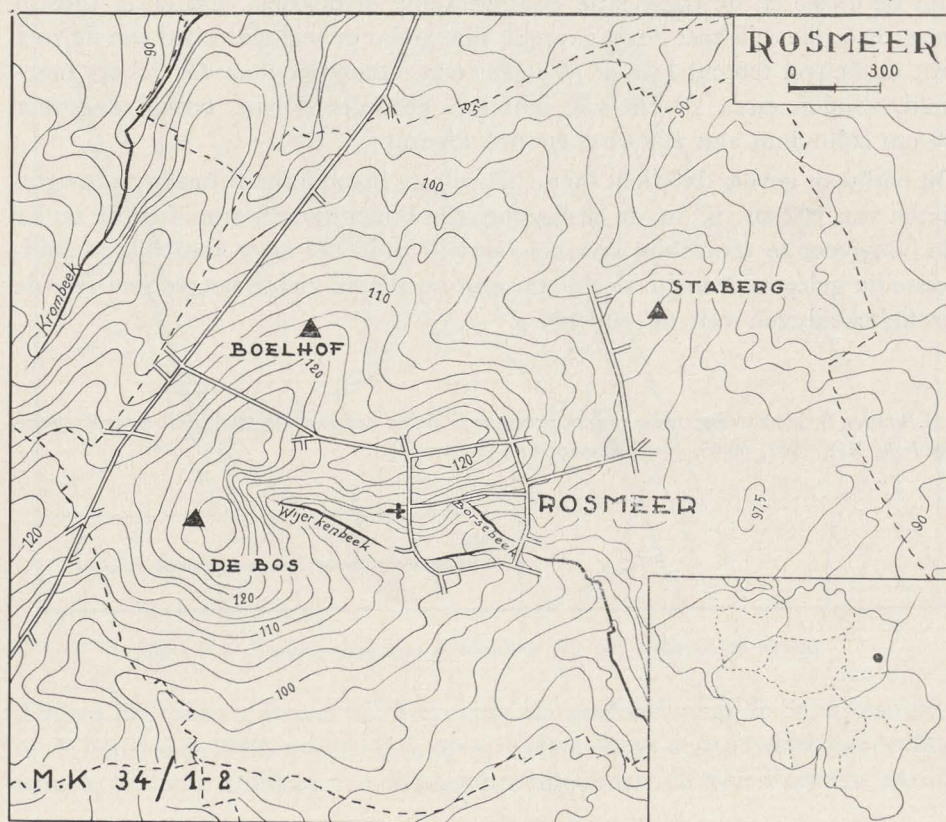 ROSMEER
0 300
90
95
90
100
Krombeek
110
STABERG
BOELHOF
120
120
120
Wijerkenbeek
Borsebeek
ROSMEER
97,5
90
DE BOS
120
110
100
M.K 34/1-2